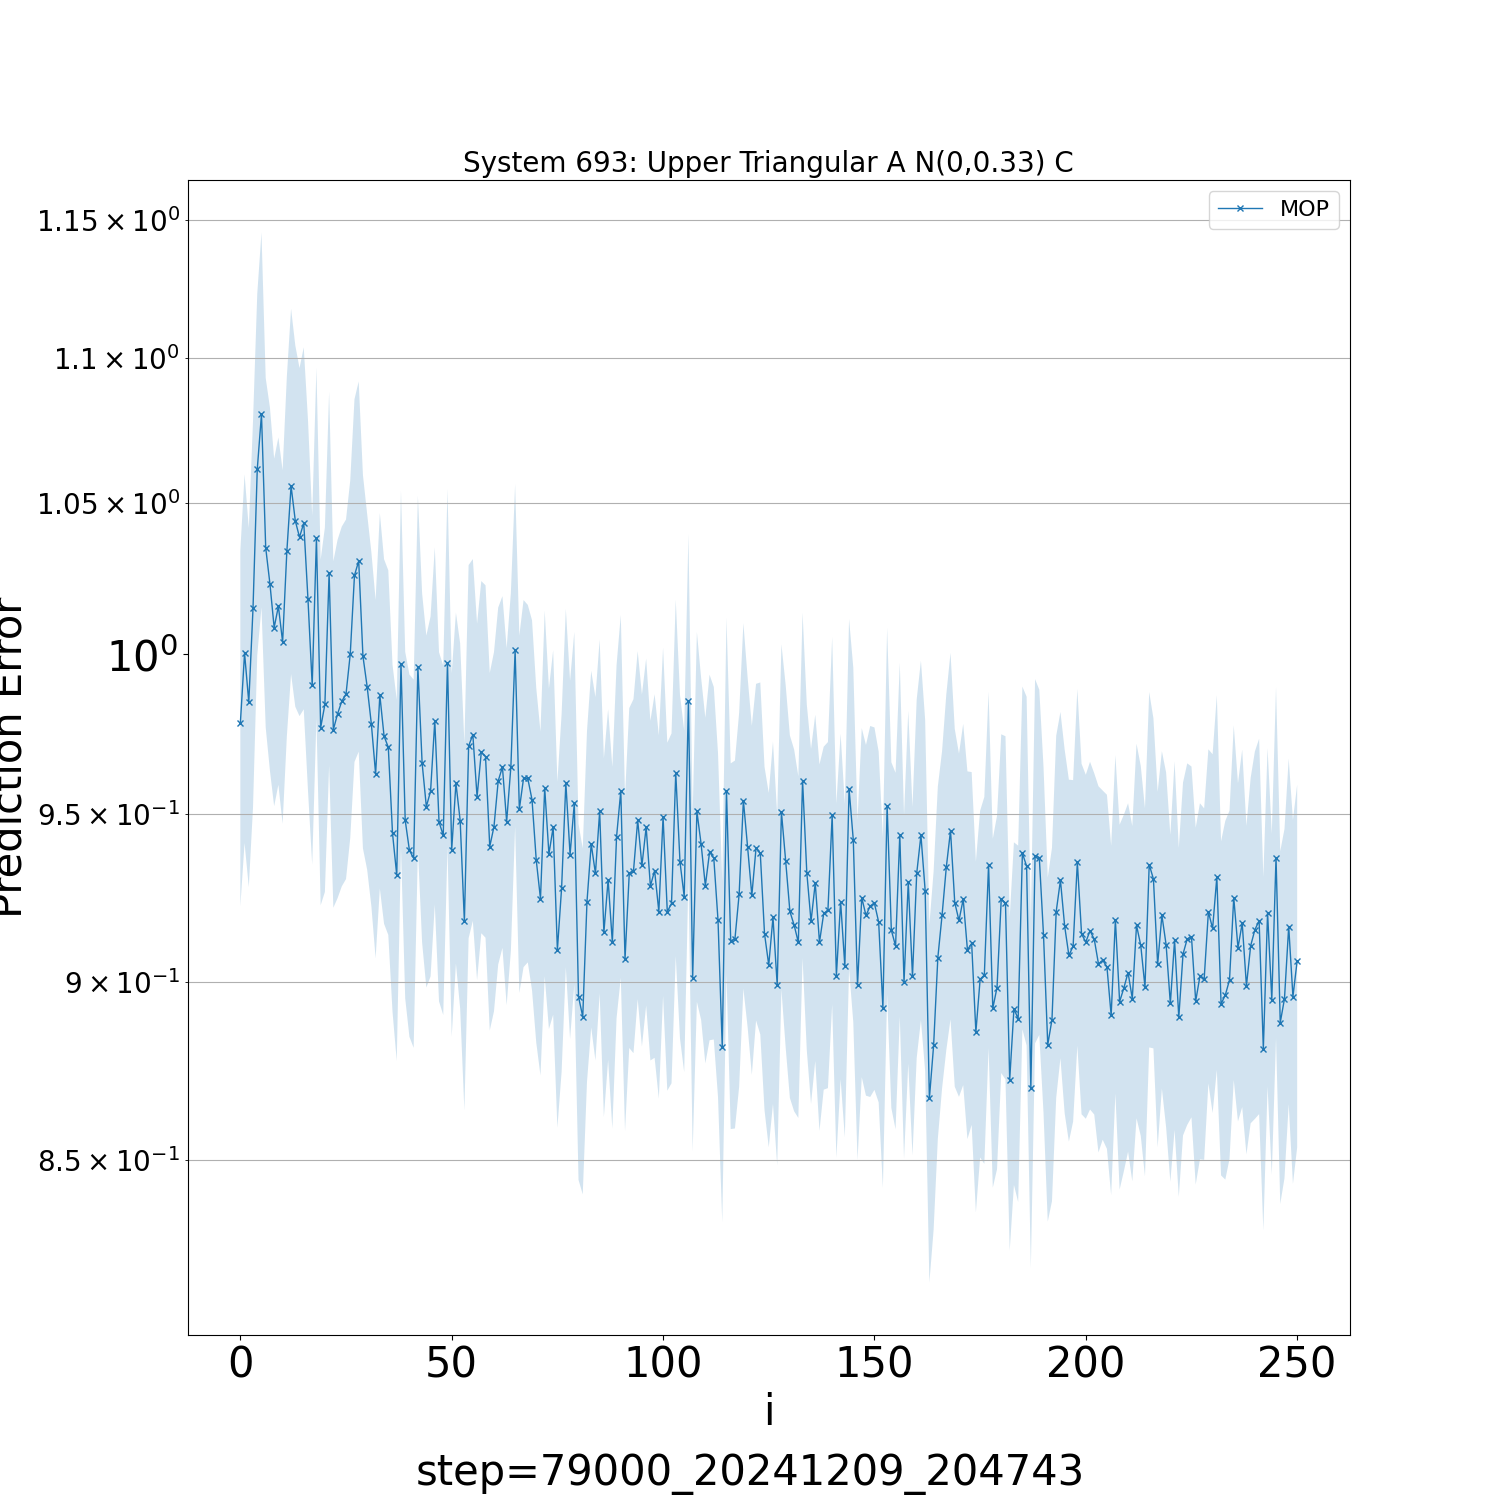 System 693: Upper Triangular A N(0,0.33) C
MOP
1.15 × 10⁰
1.1 × 10⁰
1.05 × 10⁰
10⁰
9.5 × 10⁻¹
9 × 10⁻¹
8.5 × 10⁻¹
Prediction Error
0 50 100 150 200 250
i
step=79000_20241209_204743